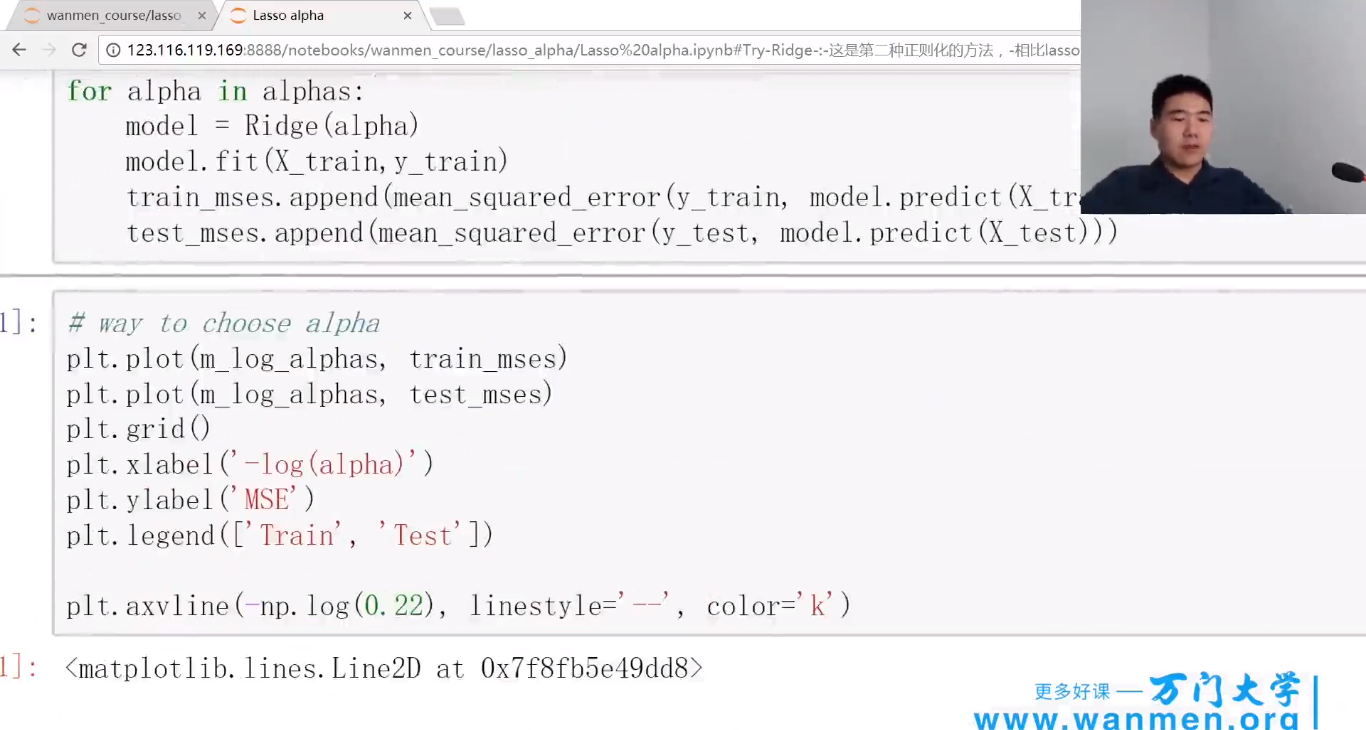 wanmen_course/lasso
Lasso alpha
123.116.119.169:8888/notebooks/wanmen_course/lasso_alpha/Lasso%20alpha.ipynb#Try-Ridge-:-这是第二种正则化的方法，-相比lasso
for alpha in alphas:
model = Ridge(alpha)
model.fit(X_train,y_train)
train_mses.append(mean_squared_error(y_train, model.predict(X_tra
test_mses.append(mean_squared_error(y_test, model.predict(X_test)))
1]:
# way to choose alpha
plt.plot(m_log_alphas, train_mses)
plt.plot(m_log_alphas, test_mses)
plt.grid()
plt.xlabel('-log(alpha)')
plt.ylabel('MSE')
plt.legend(['Train', 'Test'])
plt.axvline(-np.log(0.22), linestyle='--', color='k')
1]: <matplotlib.lines.Line2D at 0x7f8fb5e49dd8>
更多好课 — 万门大学
www.wanmen.org